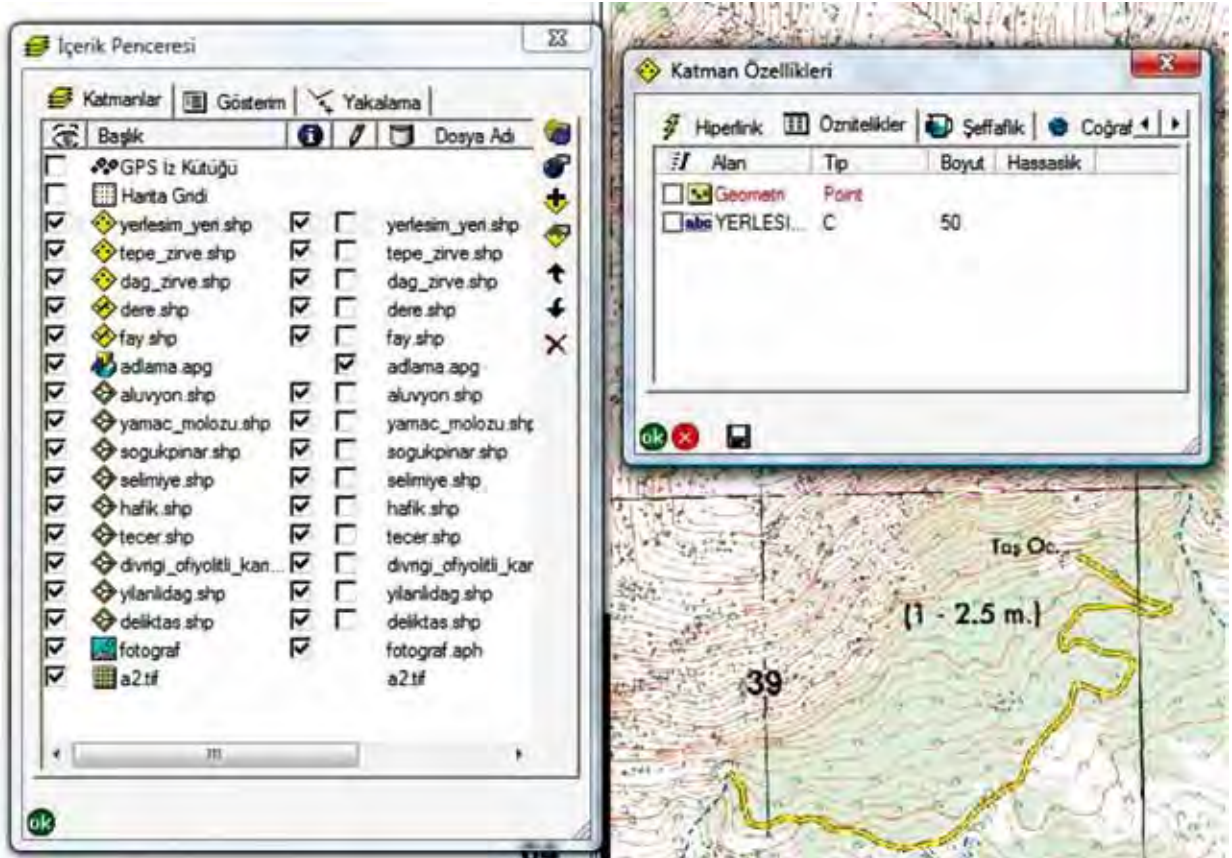 İçerik Penceresi
Katmanlar Gösterim Yakalama
Başlık Dosya Adı
GPS İz Kütüğü
Harita Gridi
yerlesim_yeri.shp yerlesim_yeri.shp
tepe_zirve.shp tepe_zirve.shp
dag_zirve.shp dag_zirve.shp
dere.shp dere.shp
fay.shp fay.shp
adlama.apg adlama.apg
aluvyon.shp aluvyon.shp
yamac_molozu.shp yamac_molozu.shp
sogukpinar.shp sogukpinar.shp
selimiye.shp selimiye.shp
hafik.shp hafik.shp
tecer.shp tecer.shp
divrigi_ofiyolitli_kari... divrigi_ofiyolitli_kar
yilanlidag.shp yilanlidag.shp
deliktas.shp deliktas.shp
fotograf fotograf.aph
a2.tif a2.tif
ok
Katman Özellikleri
Hiperlink Öznitelikler Şeffaflık Coğraf
Alan Tip Boyut Hassaslık
Geometri Point
abc YERLESI... C 50
ok
Taş Oc.
(1 - 2.5 m.)
39